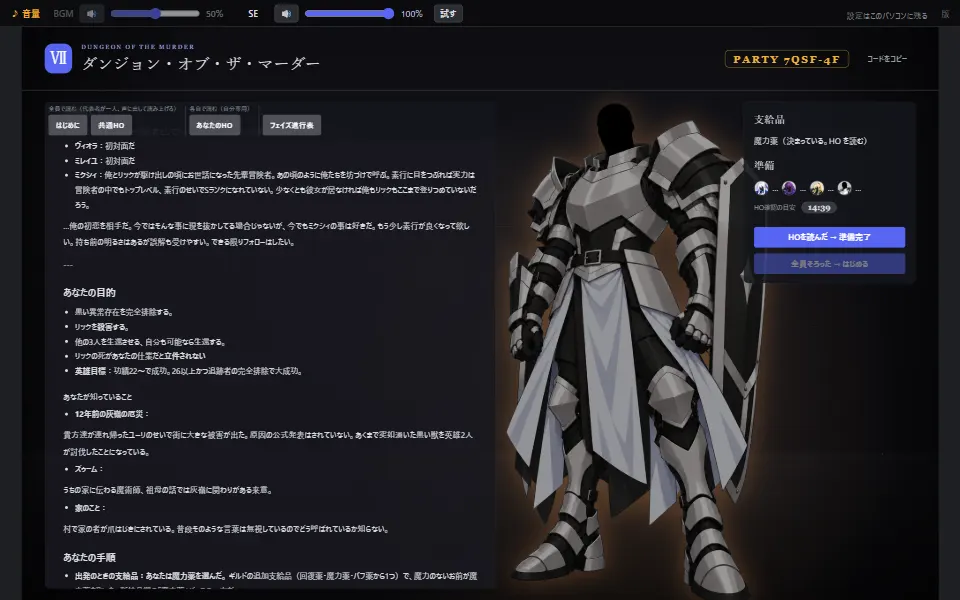 ♪ 音量 BGM 50% SE 100% 試す 設定はこのパソコンに残る 版
Ⅶ
DUNGEON OF THE MURDER
ダンジョン・オブ・ザ・マーダー
PARTY 7QSF-4F コードをコピー
全員で読む（代表者が一人、声に出して読み上げる） 各自で読む（自分専用）
はじめに 共通HO あなたのHO フェイズ進行表
• ヴィオラ：初対面だ
• ミレイユ：初対面だ
• ミクシィ：俺とリックが駆け出しの頃にお世話になった先輩冒険者。あの頃のように俺たちを坊つけで呼ぶ。素行に目をつぶれば実力は
冒険者の中でもトップレベル、素行のせいでSランクになれていない。少なくとも彼女が居なければ俺もリックもここまで登りつめていないだ
ろう。
…俺の初恋を相手だ。今ではそんな事に現を抜かしてる場合じゃないが、今でもミクシィの事は好きだ。もう少し素行が良くなって欲し
い。持ち前の明るさはあるが誤解も受けやすい。できる限りフォローはしたい。
---
あなたの目的
• 黒い異常存在を完全排除する。
• リックを殺害する。
• 他の3人を生還させる、自分も可能なら生還する。
• リックの死があなたの仕業だと立件されない
• 英雄目標：功績22〜で成功。26以上かつ追跡者の完全排除で大成功。
あなたが知っていること
• 12年前の灰嶺の厄災：
貴方達が連れ帰ったユーリのせいで街に大きな被害が出た。原因の公式発表はされていない。あくまで突如湧いた黒い獣を英雄2人
が討伐したことになっている。
• ズゥーム：
うちの家に伝わる魔術師、祖母の話では灰嶺に関わりがある来意。
• 家のこと：
村で家の者が爪はじきにされている。普段そのような言葉は無視しているのでどう呼ばれているか知らない。
あなたの手順
• 出発のときの支給品：あなたは魔力薬を選んだ。ギルドの追加支給品（回復薬・魔力薬・バフ薬から1つ）で、魔力のないお前が魔
支給品
魔力薬（決まっている。HO を読む）
準備
... ... ... ...
HO確認の目安 14:39
HOを読んだ → 準備完了
全員そろった → はじめる